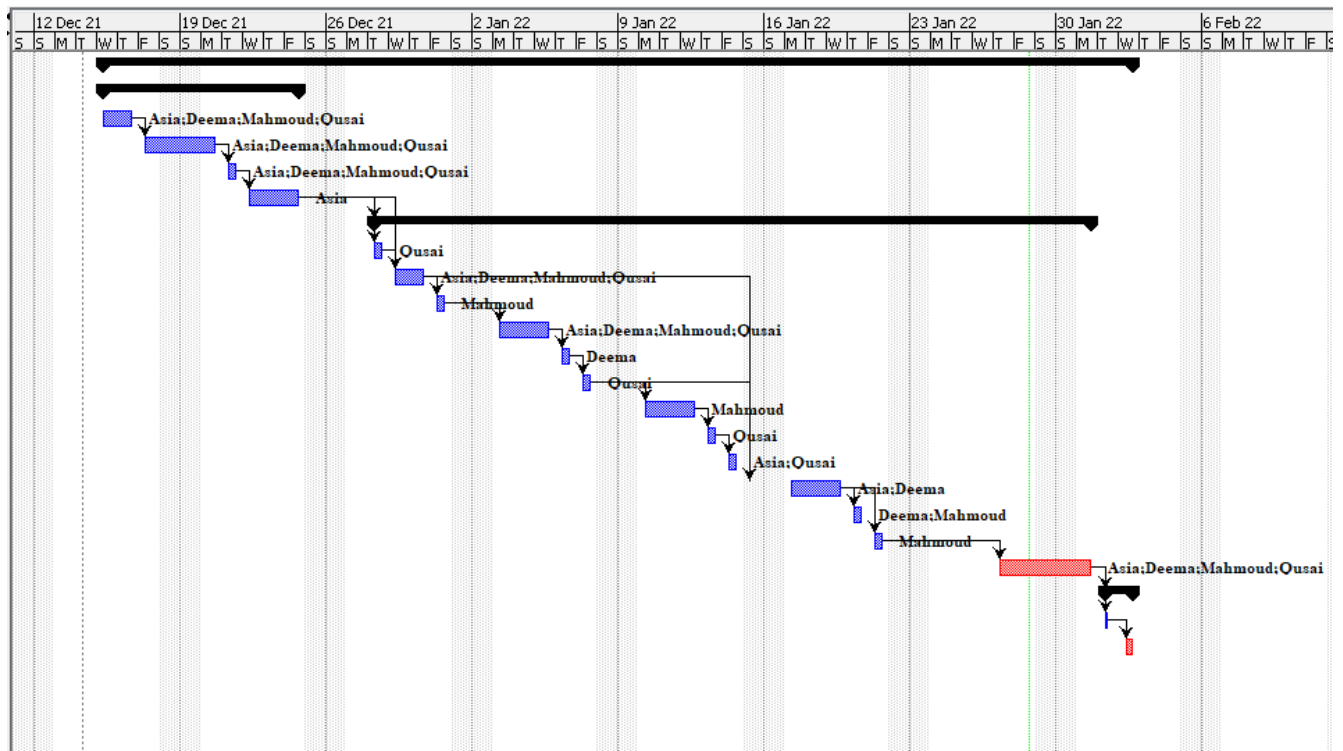 12 Dec 21 19 Dec 21 26 Dec 21 2 Jan 22 9 Jan 22 16 Jan 22 23 Jan 22 30 Jan 22 6 Feb 22
S S M T W T F S S M T W T F S S M T W T F S S M T W T F S S M T W T F S S M T W T F S S M T W T F S S M T W T F S S M T W T F S
Asia;Deema;Mahmoud;Qusai
Asia;Deema;Mahmoud;Qusai
Asia;Deema;Mahmoud;Qusai
Asia
Qusai
Asia;Deema;Mahmoud;Qusai
Mahmoud
Asia;Deema;Mahmoud;Qusai
Deema
Qusai
Mahmoud
Qusai
Asia;Qusai
Asia;Deema
Deema;Mahmoud
Mahmoud
Asia;Deema;Mahmoud;Qusai